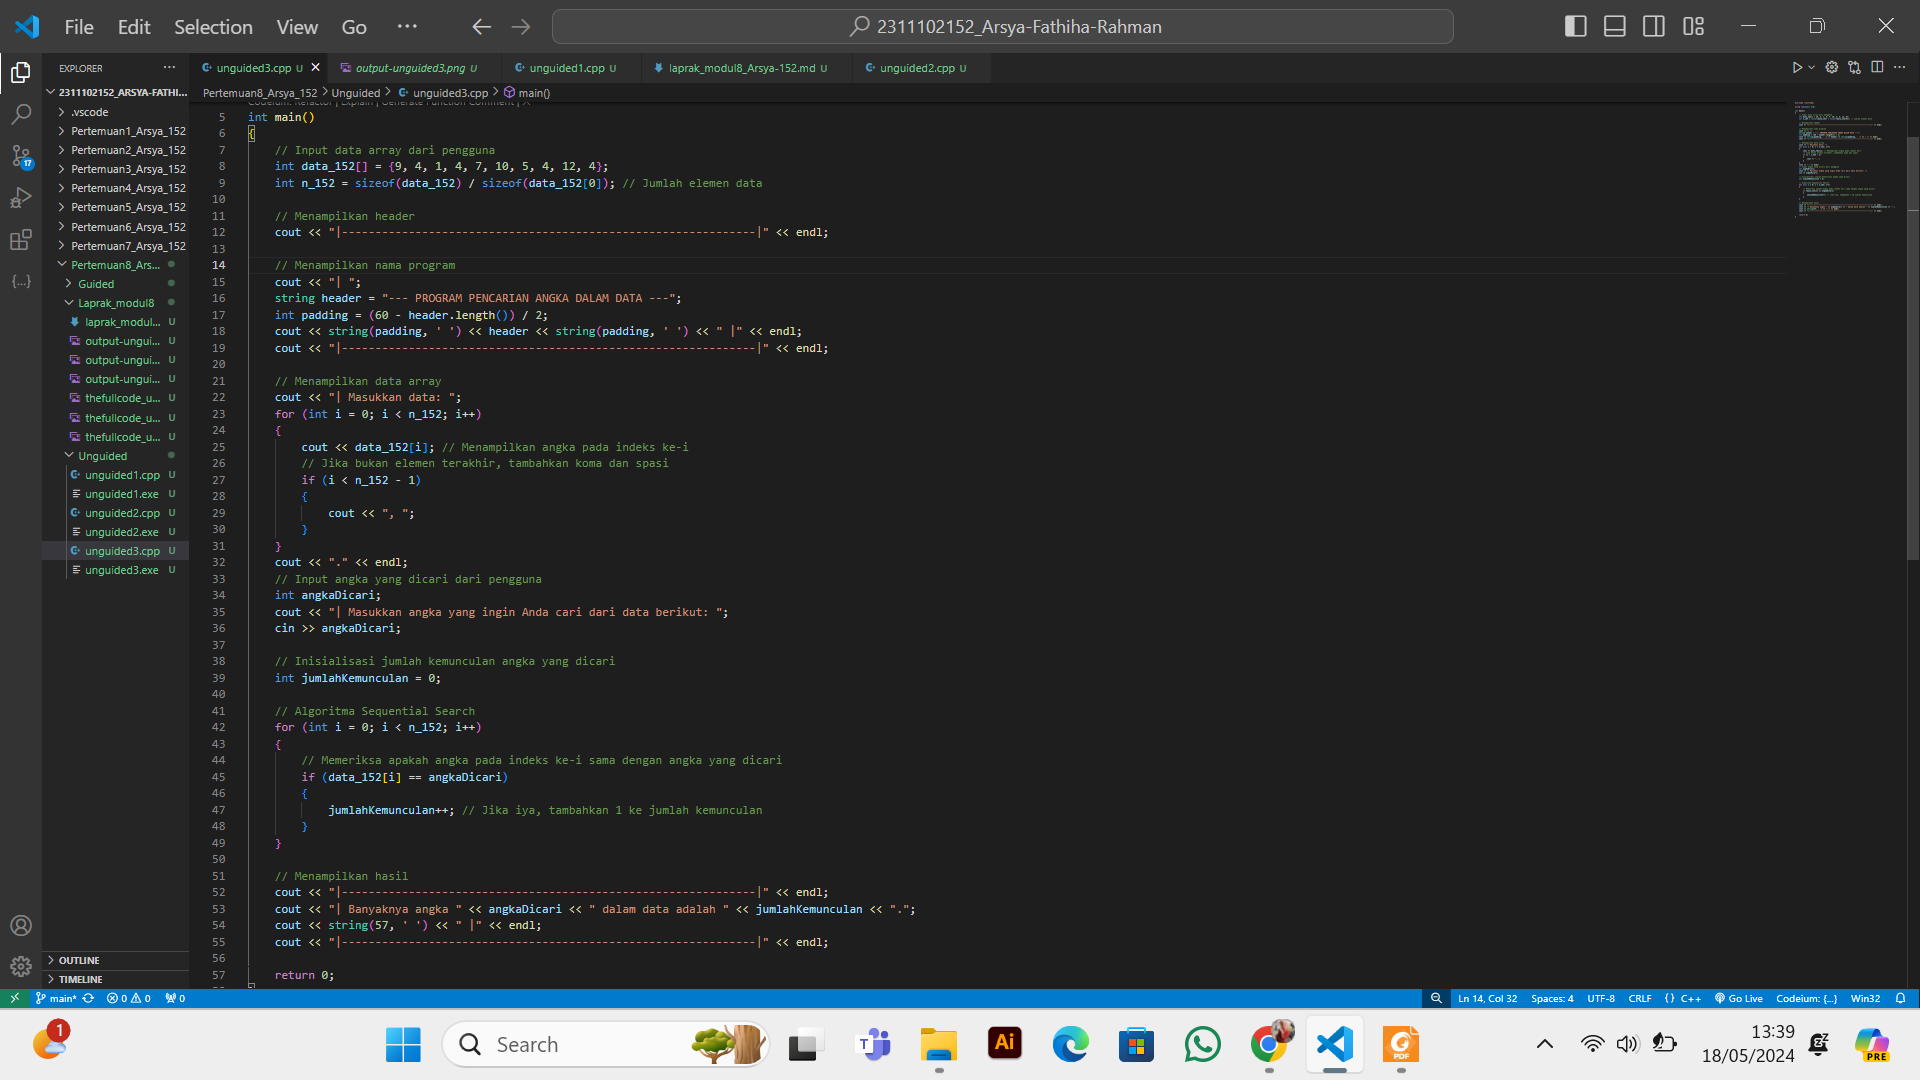 File Edit Selection View Go ··· 2311102152_Arsya-Fathiha-Rahman
EXPLORER ···
unguided3.cpp U
output-unguided3.png U
unguided1.cpp U
laprak_modul8_Arsya-152.md U
unguided2.cpp U
2311102152_ARSYA-FATHI...
.vscode
Pertemuan1_Arsya_152
Pertemuan2_Arsya_152
Pertemuan3_Arsya_152
Pertemuan4_Arsya_152
Pertemuan5_Arsya_152
Pertemuan6_Arsya_152
Pertemuan7_Arsya_152
Pertemuan8_Ars...
Guided
Laprak_modul8
laprak_modul... U
output-ungui... U
output-ungui... U
output-ungui... U
thefullcode_u... U
thefullcode_u... U
thefullcode_u... U
Unguided
unguided1.cpp U
unguided1.exe U
unguided2.cpp U
unguided2.exe U
unguided3.cpp U
unguided3.exe U
OUTLINE
TIMELINE
17
Pertemuan8_Arsya_152 > Unguided > unguided3.cpp > main()
Codeium: Refactor | Explain | Generate Function Comment | X
5 int main()
6 {
7 // Input data array dari pengguna
8 int data_152[] = {9, 4, 1, 4, 7, 10, 5, 4, 12, 4};
9 int n_152 = sizeof(data_152) / sizeof(data_152[0]); // Jumlah elemen data
10
11 // Menampilkan header
12 cout << "|--------------------------------------------------------------|" << endl;
13
14 // Menampilkan nama program
15 cout << "| ";
16 string header = "--- PROGRAM PENCARIAN ANGKA DALAM DATA ---";
17 int padding = (60 - header.length()) / 2;
18 cout << string(padding, ' ') << header << string(padding, ' ') << " |" << endl;
19 cout << "|--------------------------------------------------------------|" << endl;
20
21 // Menampilkan data array
22 cout << "| Masukkan data: ";
23 for (int i = 0; i < n_152; i++)
24 {
25 cout << data_152[i]; // Menampilkan angka pada indeks ke-i
26 // Jika bukan elemen terakhir, tambahkan koma dan spasi
27 if (i < n_152 - 1)
28 {
29 cout << ", ";
30 }
31 }
32 cout << "." << endl;
33 // Input angka yang dicari dari pengguna
34 int angkaDicari;
35 cout << "| Masukkan angka yang ingin Anda cari dari data berikut: ";
36 cin >> angkaDicari;
37
38 // Inisialisasi jumlah kemunculan angka yang dicari
39 int jumlahKemunculan = 0;
40
41 // Algoritma Sequential Search
42 for (int i = 0; i < n_152; i++)
43 {
44 // Memeriksa apakah angka pada indeks ke-i sama dengan angka yang dicari
45 if (data_152[i] == angkaDicari)
46 {
47 jumlahKemunculan++; // Jika iya, tambahkan 1 ke jumlah kemunculan
48 }
49 }
50
51 // Menampilkan hasil
52 cout << "|--------------------------------------------------------------|" << endl;
53 cout << "| Banyaknya angka " << angkaDicari << " dalam data adalah " << jumlahKemunculan << ".";
54 cout << string(57, ' ') << " |" << endl;
55 cout << "|--------------------------------------------------------------|" << endl;
56
57 return 0;
main* 0 0 0
Ln 14, Col 32 Spaces: 4 UTF-8 CRLF {} C++ Go Live Codeium: {...} Win32
1
Search
T
Ai
PDF
13:39
18/05/2024
PRE